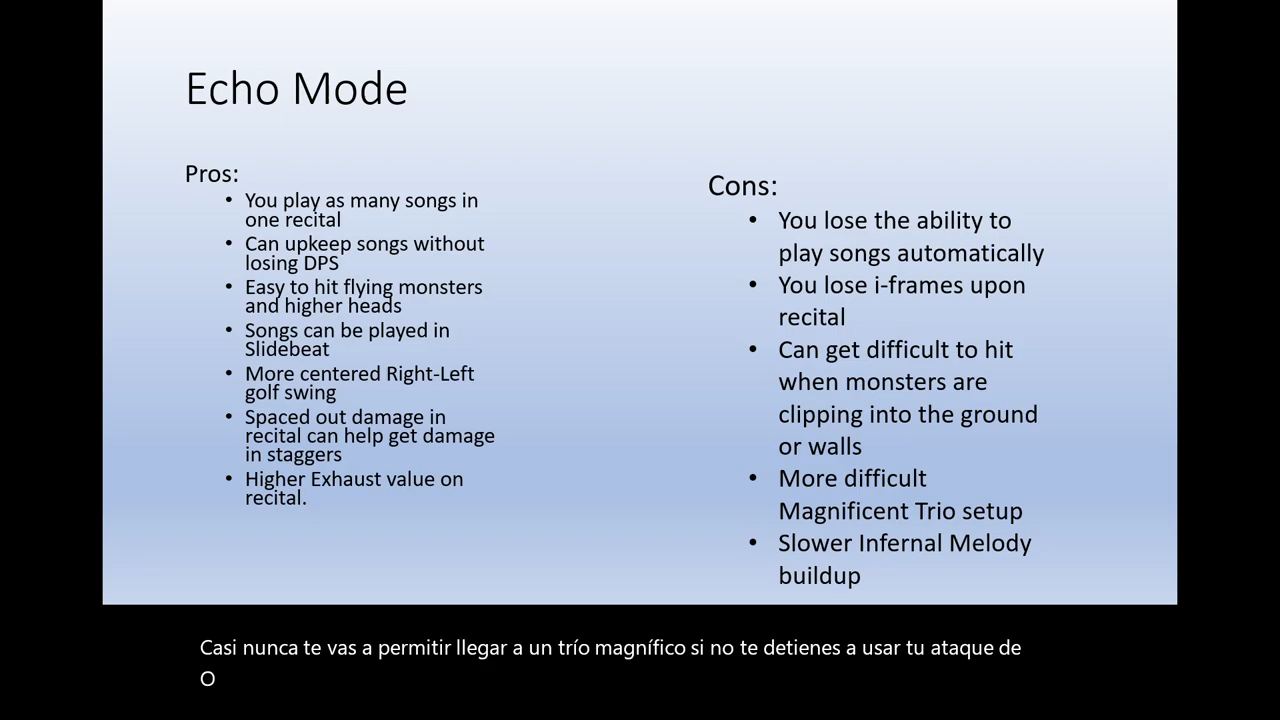 Echo Mode
Pros:
• You play as many songs in
one recital
• Can upkeep songs without
losing DPS
• Easy to hit flying monsters
and higher heads
• Songs can be played in
Slidebeat
• More centered Right-Left
golf swing
• Spaced out damage in
recital can help get damage
in staggers
• Higher Exhaust value on
recital.
Cons:
• You lose the ability to
play songs automatically
• You lose i-frames upon
recital
• Can get difficult to hit
when monsters are
clipping into the ground
or walls
• More difficult
Magnificent Trio setup
• Slower Infernal Melody
buildup
Casi nunca te vas a permitir llegar a un trío magnífico si no te detienes a usar tu ataque de
O